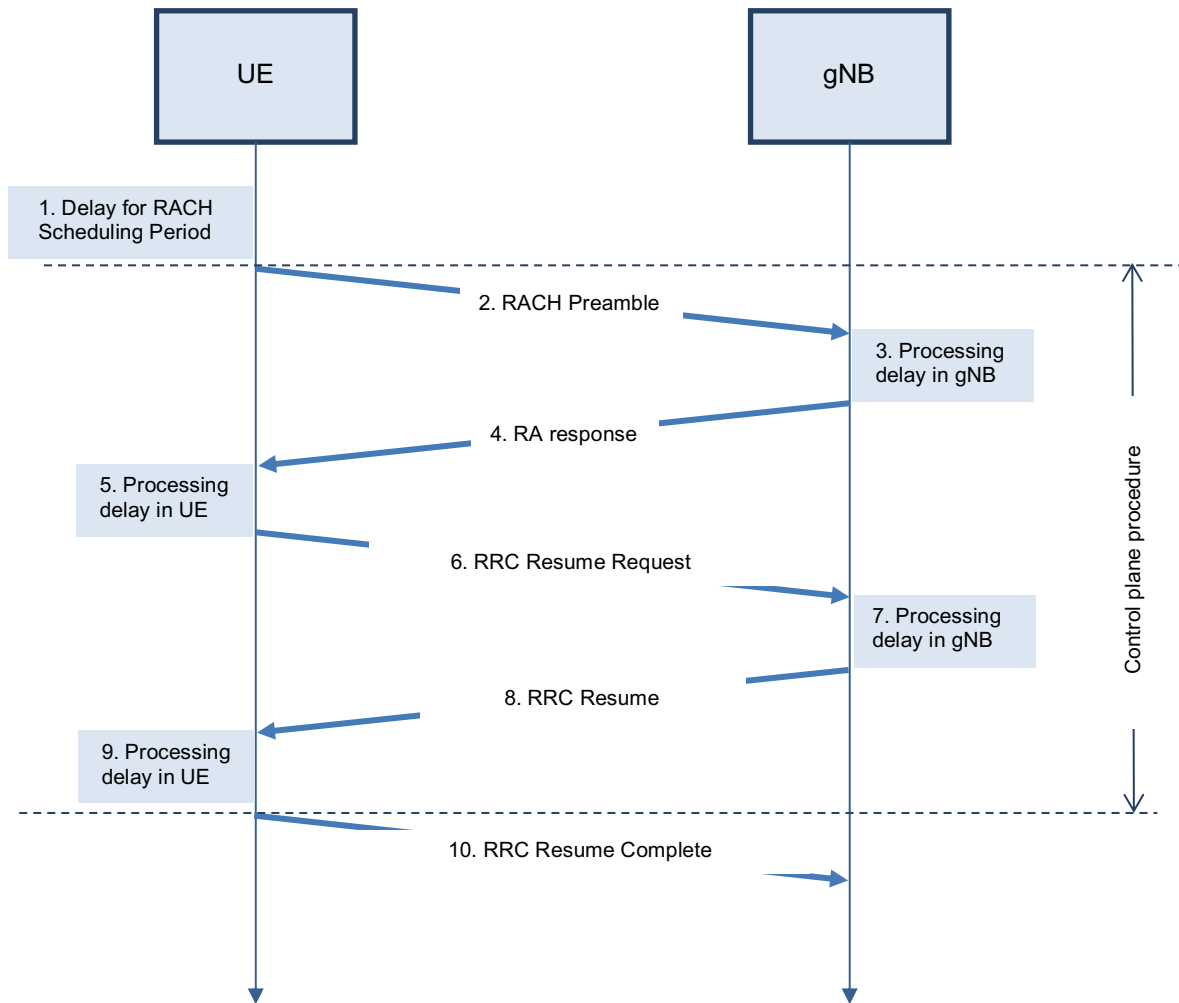 UE
gNB
1. Delay for RACH
Scheduling Period
2. RACH Preamble
3. Processing
delay in gNB
4. RA response
5. Processing
delay in UE
6. RRC Resume Request
7. Processing
delay in gNB
8. RRC Resume
9. Processing
delay in UE
10. RRC Resume Complete
Control plane procedure